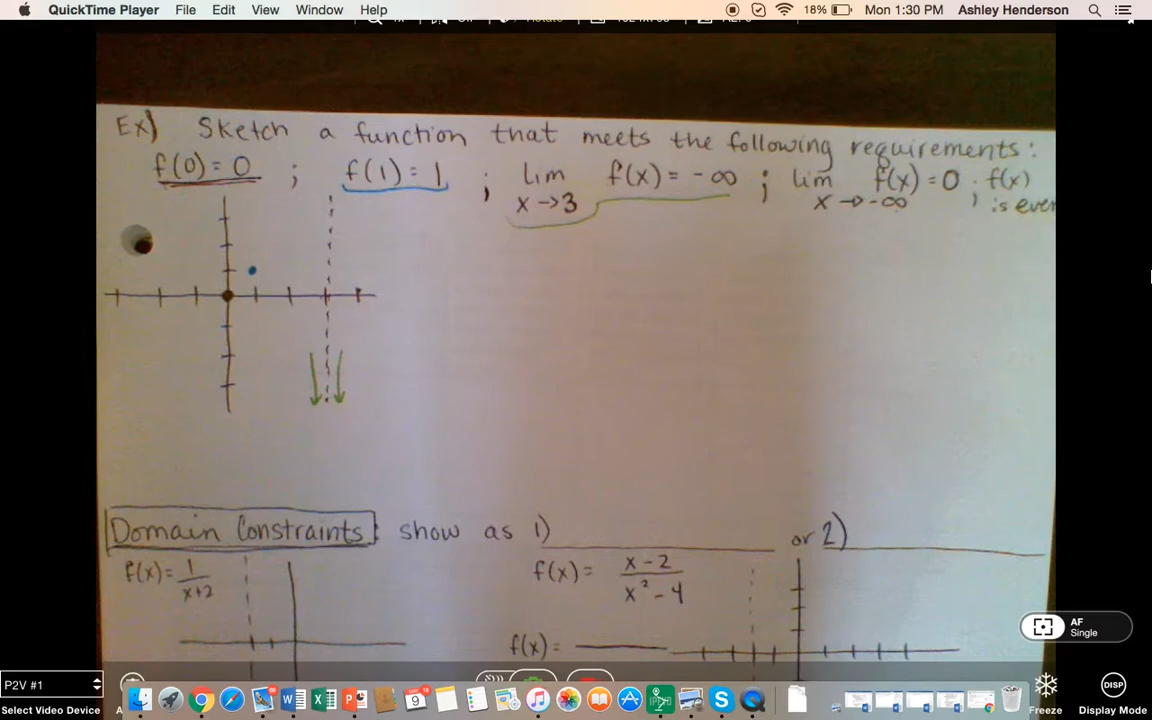 QuickTime Player File Edit View Window Help 18% Mon 1:30 PM Ashley Henderson
Ex) Sketch a function that meets the following requirements:
f(0) = 0 ; f(1) = 1 ; lim x→3 f(x) = -∞ ; lim x→-∞ f(x) = 0 ; f(x) is even
Domain Constraints: show as 1) or 2)
f(x) = 1/(x+2) f(x) = (x-2)/(x²-4)
f(x) =
AF
Single
P2V #1
Select Video Device
Freeze
Display Mode
DISP